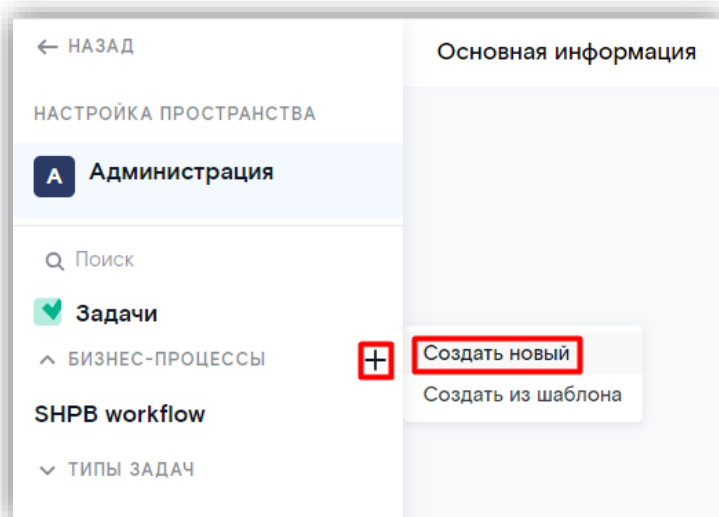 ← НАЗАД
Основная информация
НАСТРОЙКА ПРОСТРАНСТВА
А Администрация
Поиск
Задачи
БИЗНЕС-ПРОЦЕССЫ +
Создать новый
Создать из шаблона
SHPB workflow
ТИПЫ ЗАДАЧ